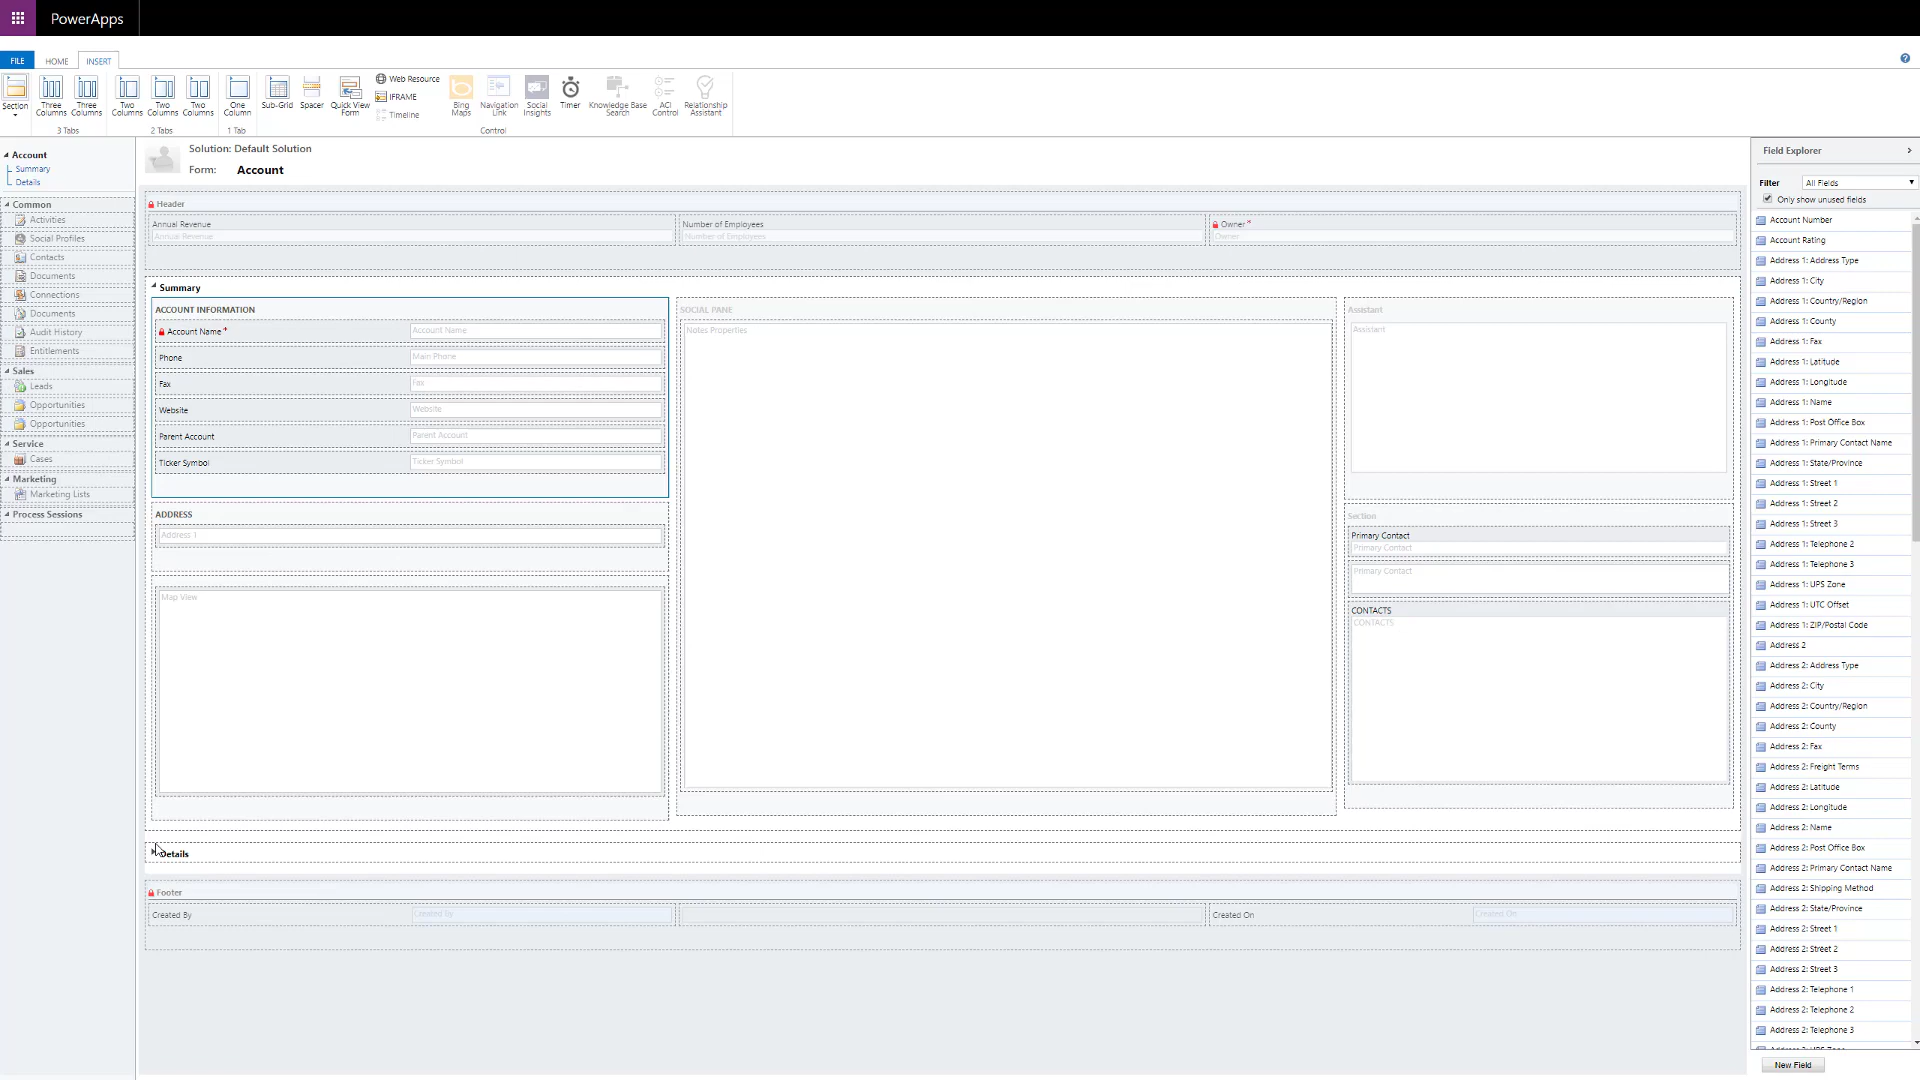 PowerApps
FILE
HOME
INSERT
Section
Three Columns
Three Columns
Two Columns
Two Columns
Two Columns
One Column
Sub-Grid
Spacer
Quick View Form
Web Resource
IFRAME
Timeline
Bing Maps
Navigation Link
Social Insights
Timer
Knowledge Base Search
ACI Control
Relationship Assistant
3 Tabs
2 Tabs
1 Tab
Control
Account
Summary
Details
Common
Activities
Social Profiles
Contacts
Documents
Connections
Documents
Audit History
Entitlements
Sales
Leads
Opportunities
Opportunities
Service
Cases
Marketing
Marketing Lists
Process Sessions
Solution: Default Solution
Form: Account
Header
Annual Revenue
Annual Revenue
Number of Employees
Number of Employees
Owner *
Owner
Summary
ACCOUNT INFORMATION
Account Name *
Account Name
Phone
Main Phone
Fax
Fax
Website
Website
Parent Account
Parent Account
Ticker Symbol
Ticker Symbol
ADDRESS
Address 1
Map View
SOCIAL PANE
Notes Properties
Assistant
Assistant
Section
Primary Contact
Primary Contact
Primary Contact
CONTACTS
CONTACTS
Details
Footer
Created By
Created By
Created On
Created On
Field Explorer
Filter
All Fields
Only show unused fields
Account Number
Account Rating
Address 1: Address Type
Address 1: City
Address 1: Country/Region
Address 1: County
Address 1: Fax
Address 1: Latitude
Address 1: Longitude
Address 1: Name
Address 1: Post Office Box
Address 1: Primary Contact Name
Address 1: State/Province
Address 1: Street 1
Address 1: Street 2
Address 1: Street 3
Address 1: Telephone 2
Address 1: Telephone 3
Address 1: UPS Zone
Address 1: UTC Offset
Address 1: ZIP/Postal Code
Address 2
Address 2: Address Type
Address 2: City
Address 2: Country/Region
Address 2: County
Address 2: Fax
Address 2: Freight Terms
Address 2: Latitude
Address 2: Longitude
Address 2: Name
Address 2: Post Office Box
Address 2: Primary Contact Name
Address 2: Shipping Method
Address 2: State/Province
Address 2: Street 1
Address 2: Street 2
Address 2: Street 3
Address 2: Telephone 1
Address 2: Telephone 2
Address 2: Telephone 3
New Field